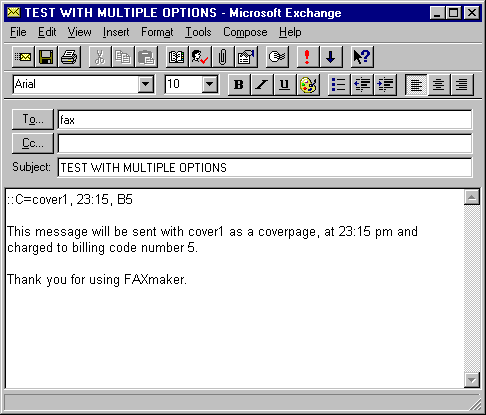 TEST WITH MULTIPLE OPTIONS - Microsoft Exchange
File Edit View Insert Format Tools Compose Help
Arial 10 B I U
To... fax
Cc...
Subject: TEST WITH MULTIPLE OPTIONS
::C=cover1, 23:15, B5
This message will be sent with cover1 as a coverpage, at 23:15 pm and
charged to billing code number 5.
Thank you for using FAXmaker.